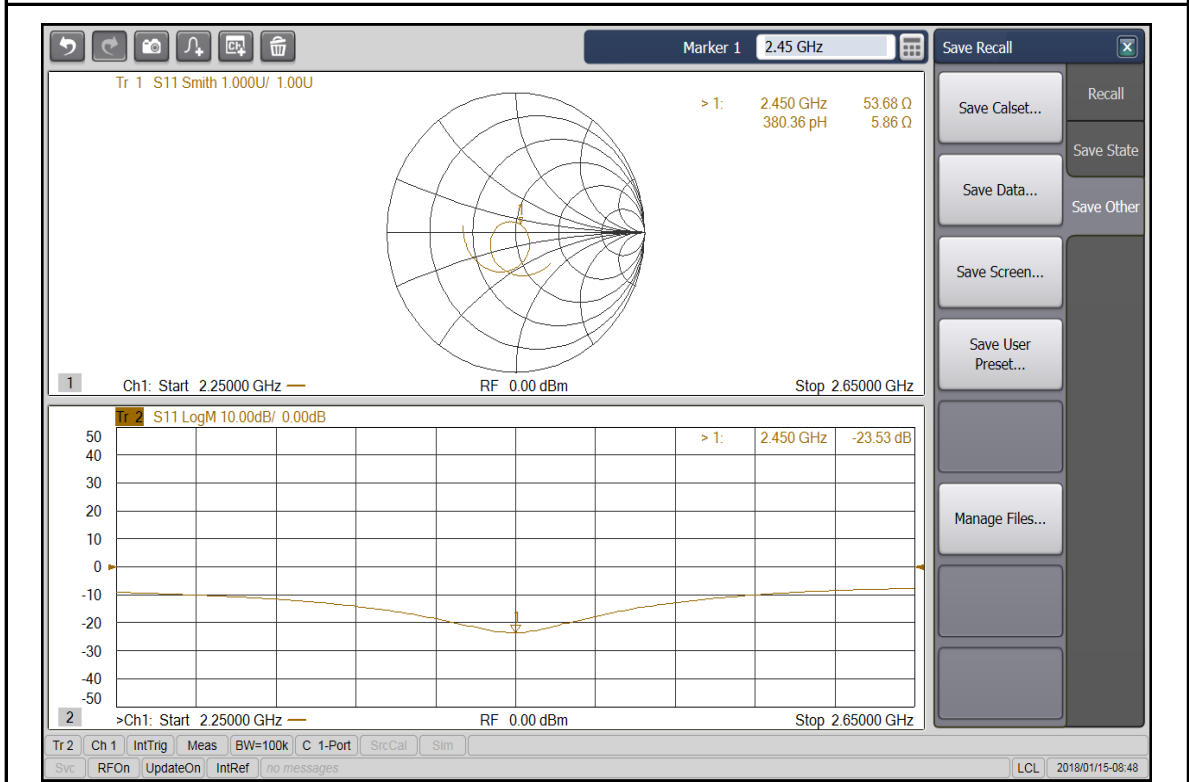 Marker 1 2.45 GHz
Save Recall
Tr 1 S11 Smith 1.000U/ 1.00U
> 1: 2.450 GHz 53.68 Ω
380.36 pH 5.86 Ω
1
1 Ch1: Start 2.25000 GHz RF 0.00 dBm Stop 2.65000 GHz
Tr 2 S11 LogM 10.00dB/ 0.00dB
> 1: 2.450 GHz -23.53 dB
50
40
30
20
10
0
-10
-20
-30
-40
-50
1
2 >Ch1: Start 2.25000 GHz RF 0.00 dBm Stop 2.65000 GHz
Save Calset...
Save Data...
Save Screen...
Save User
Preset...
Manage Files...
Recall
Save State
Save Other
CH
Tr 2 Ch 1 IntTrig Meas BW=100k C 1-Port SrcCal Sim
Svc RFOn UpdateOn IntRef no messages LCL 2018/01/15-08:48